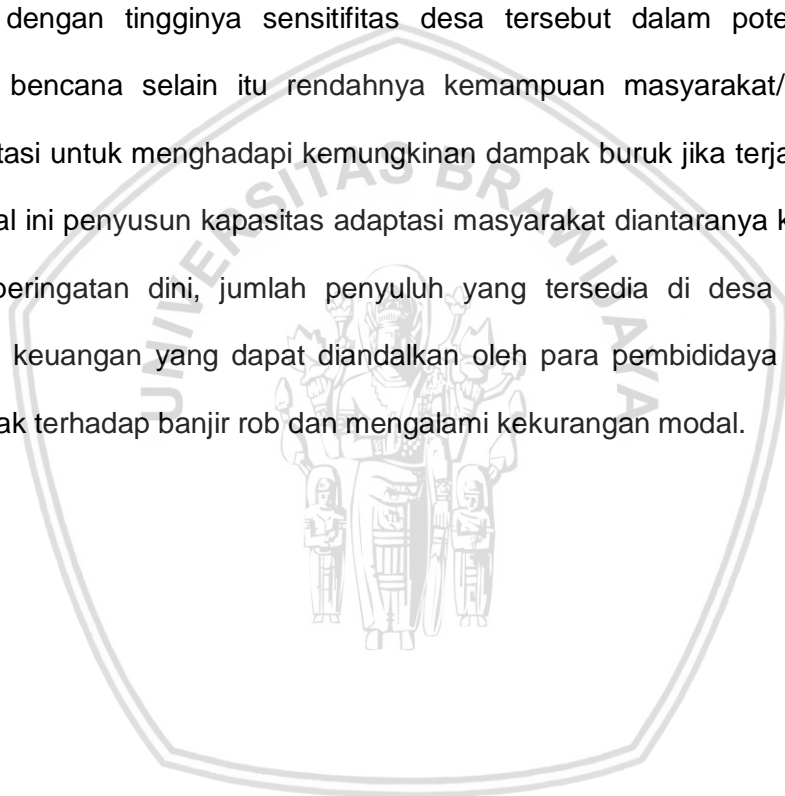 dengan tingginya sensitifitas desa tersebut dalam pote
bencana selain itu rendahnya kemampuan masyarakat/
tasi untuk menghadapi kemungkinan dampak buruk jika terja
al ini penyusun kapasitas adaptasi masyarakat diantaranya k
peringatan dini, jumlah penyuluh yang tersedia di desa
keuangan yang dapat diandalkan oleh para pembididaya
ak terhadap banjir rob dan mengalami kekurangan modal.
UNIVERSITAS BRAWIJAYA